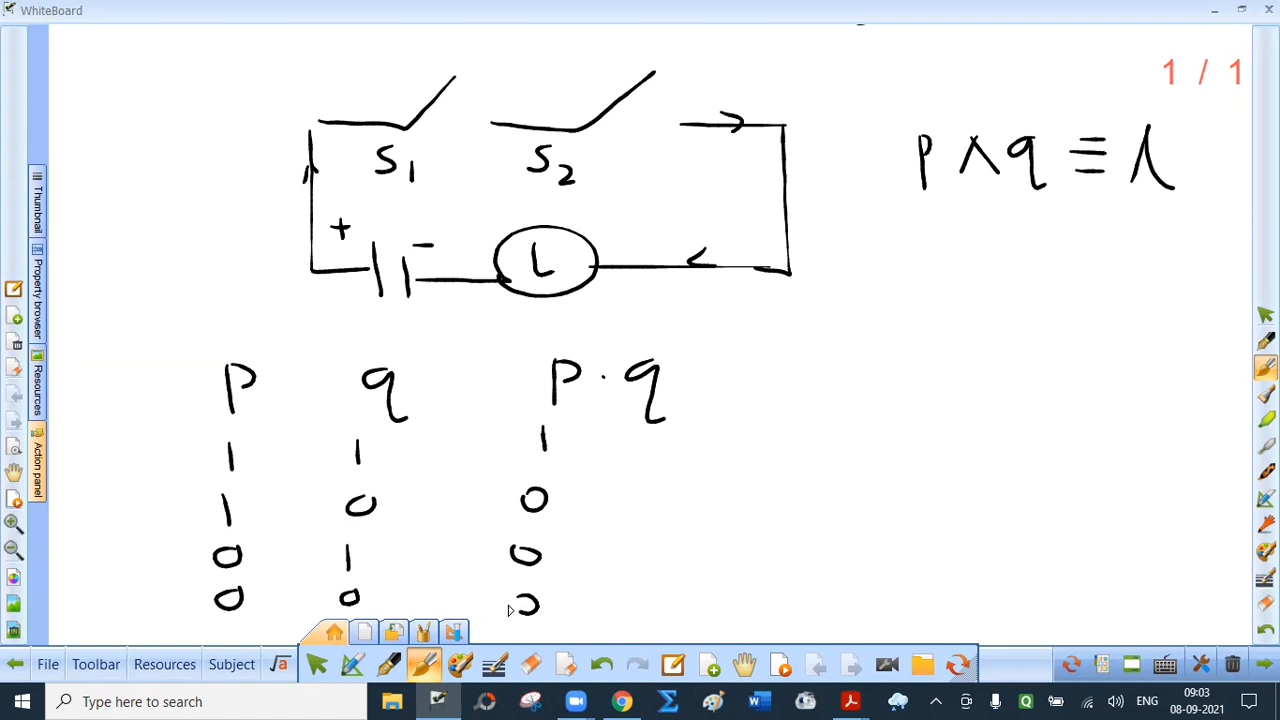 WhiteBoard
1 / 1
S1 S2
p ∧ q ≡ λ
+ -
L
p q p · q
1 1 1
1 0 0
0 1 0
0 0 0
Thumbnail
Property browser
Resources
Action panel
File Toolbar Resources Subject √a
Type here to search
W
ENG
09:03
08-09-2021